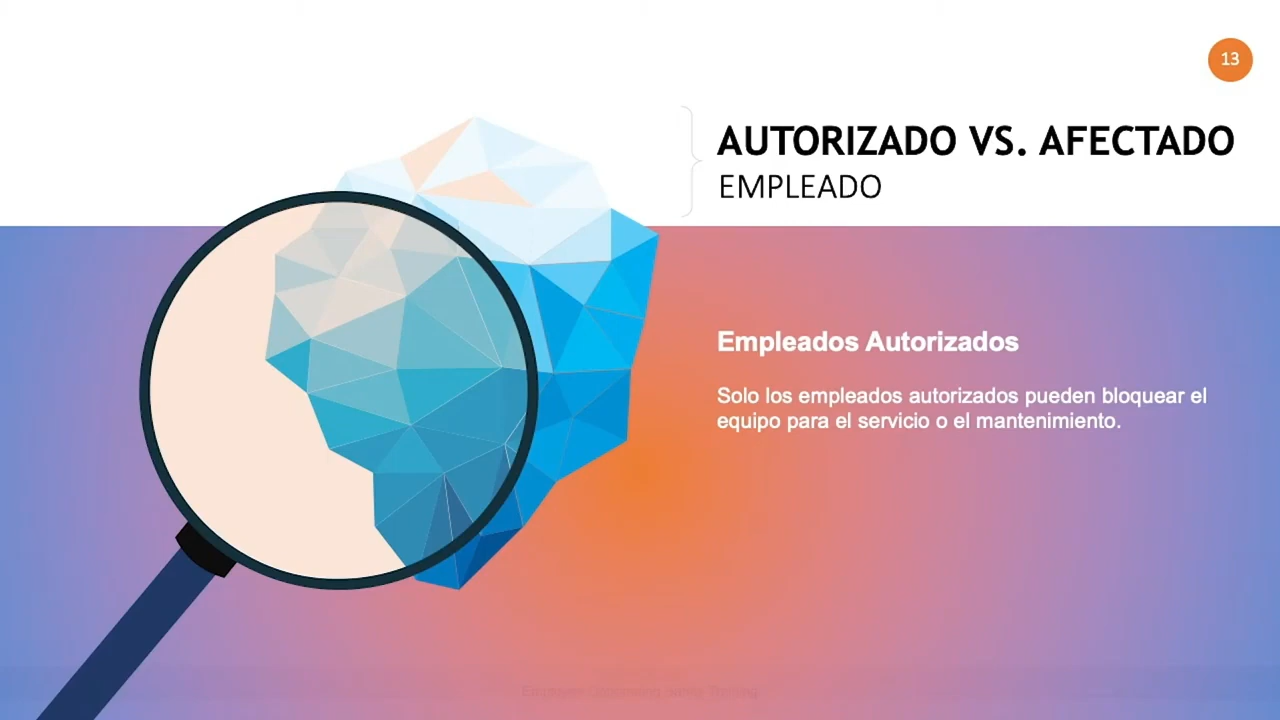 13
AUTORIZADO VS. AFECTADO
EMPLEADO
Empleados Autorizados
Solo los empleados autorizados pueden bloquear el
equipo para el servicio o el mantenimiento.